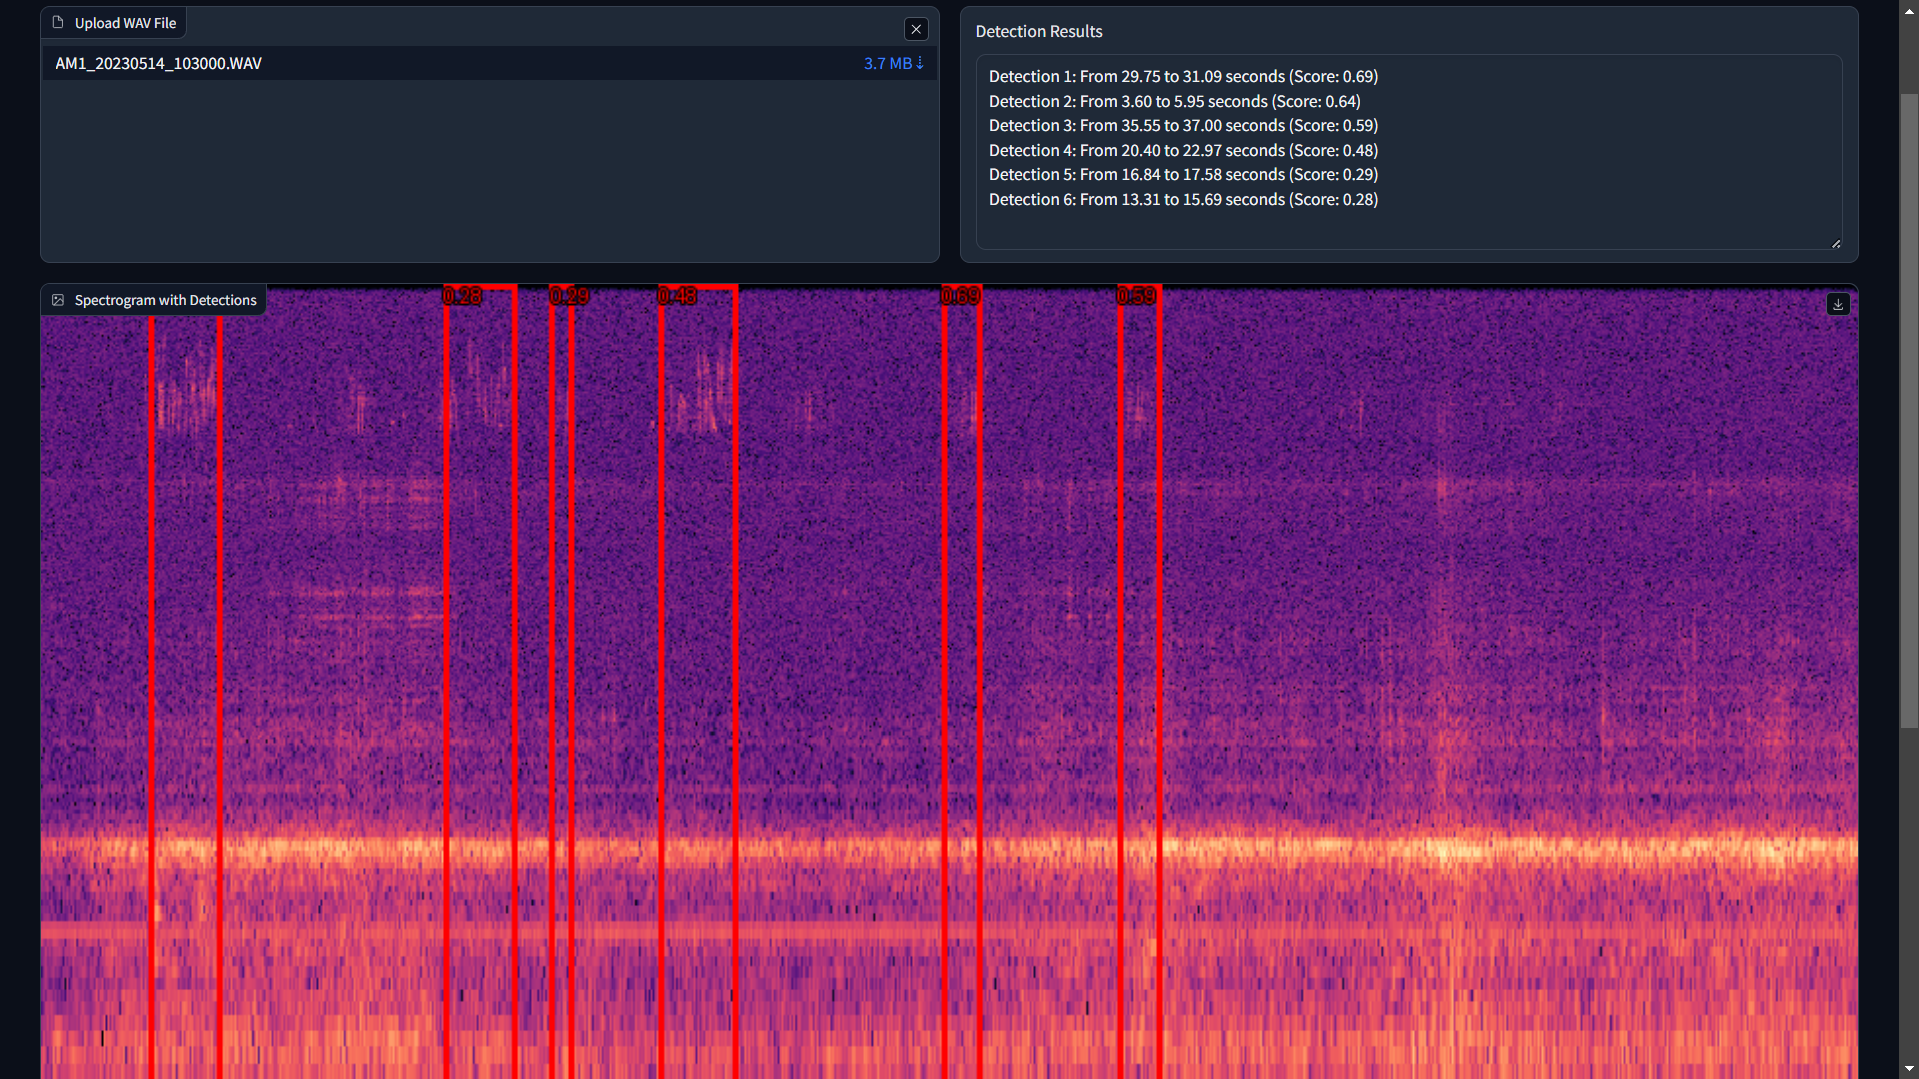 Upload WAV File
AM1_20230514_103000.WAV
3.7 MB ↓
Detection Results
Detection 1: From 29.75 to 31.09 seconds (Score: 0.69)
Detection 2: From 3.60 to 5.95 seconds (Score: 0.64)
Detection 3: From 35.55 to 37.00 seconds (Score: 0.59)
Detection 4: From 20.40 to 22.97 seconds (Score: 0.48)
Detection 5: From 16.84 to 17.58 seconds (Score: 0.29)
Detection 6: From 13.31 to 15.69 seconds (Score: 0.28)
Spectrogram with Detections
0.28
0.29
0.48
0.69
0.59